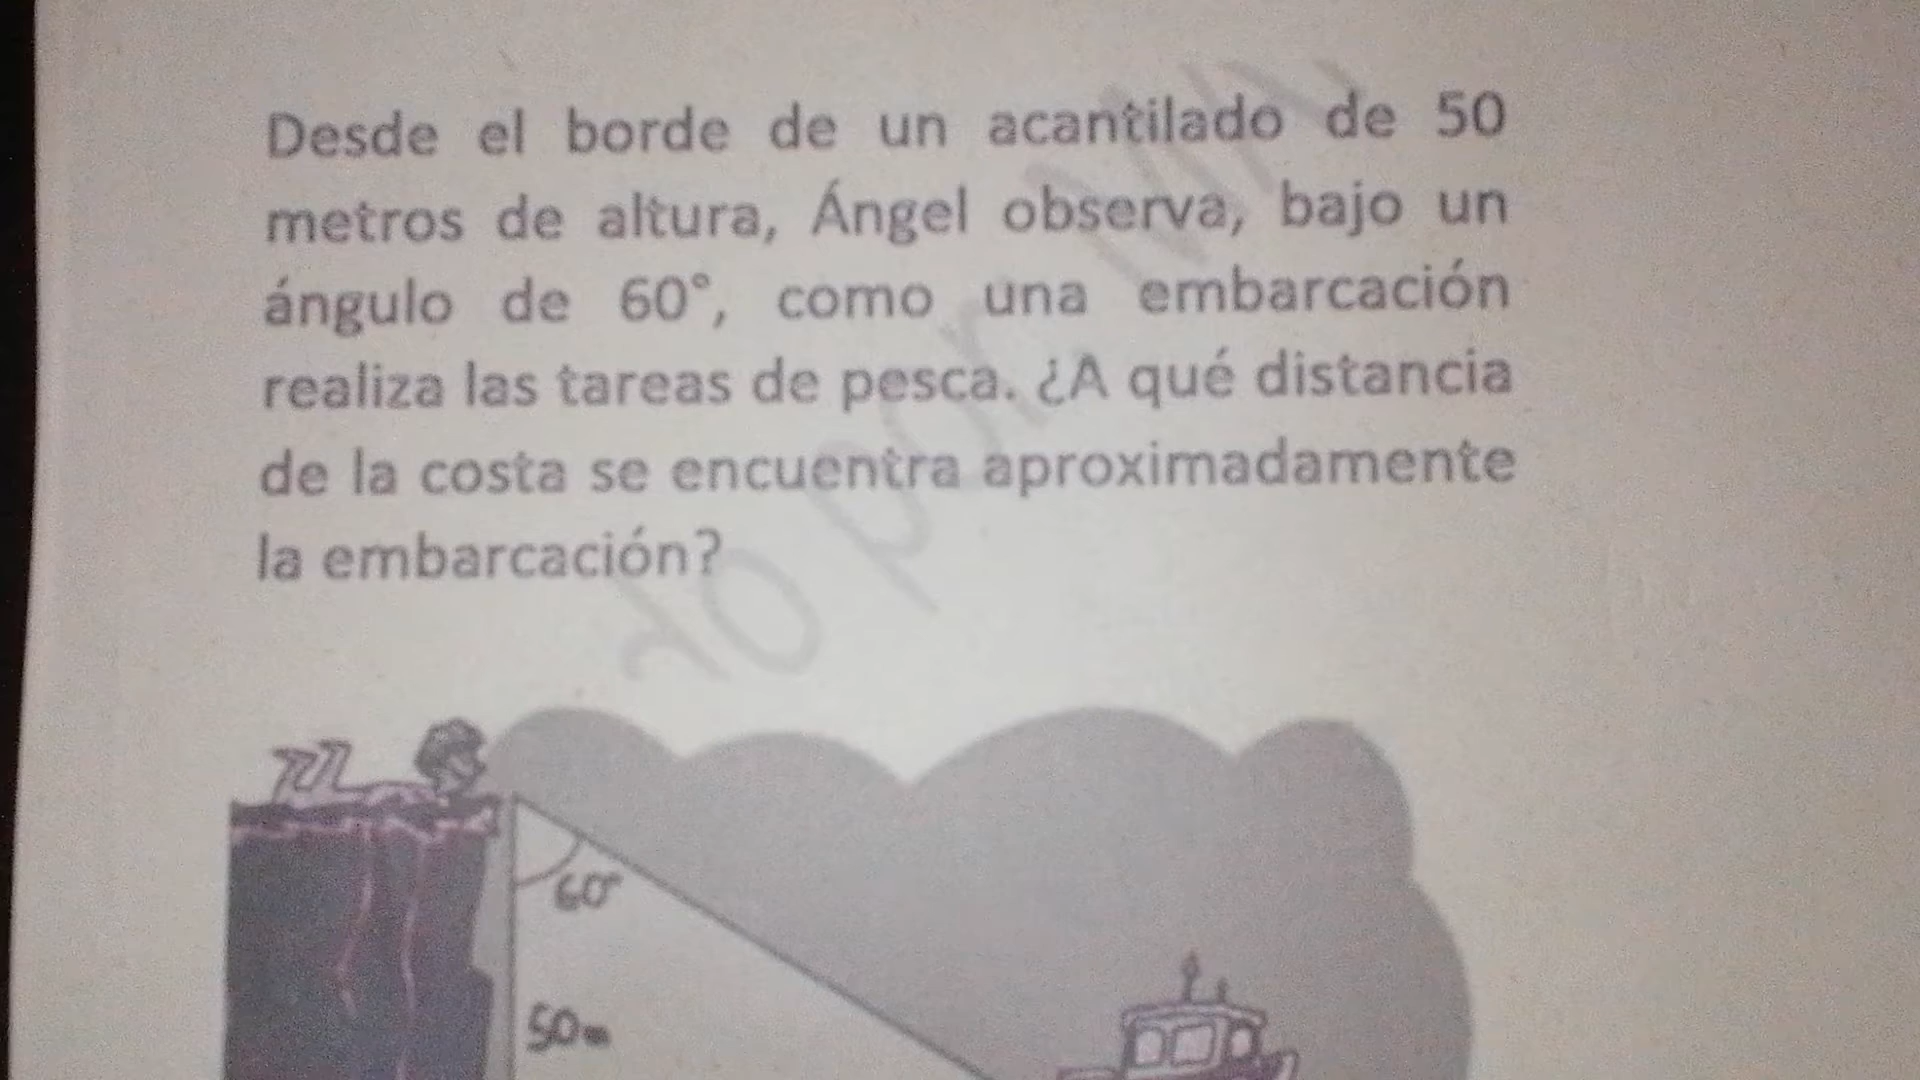 Desde el borde de un acantilado de 50
metros de altura, Ángel observa, bajo un
ángulo de 60°, como una embarcación
realiza las tareas de pesca. ¿A qué distancia
de la costa se encuentra aproximadamente
la embarcación?
60°
50m